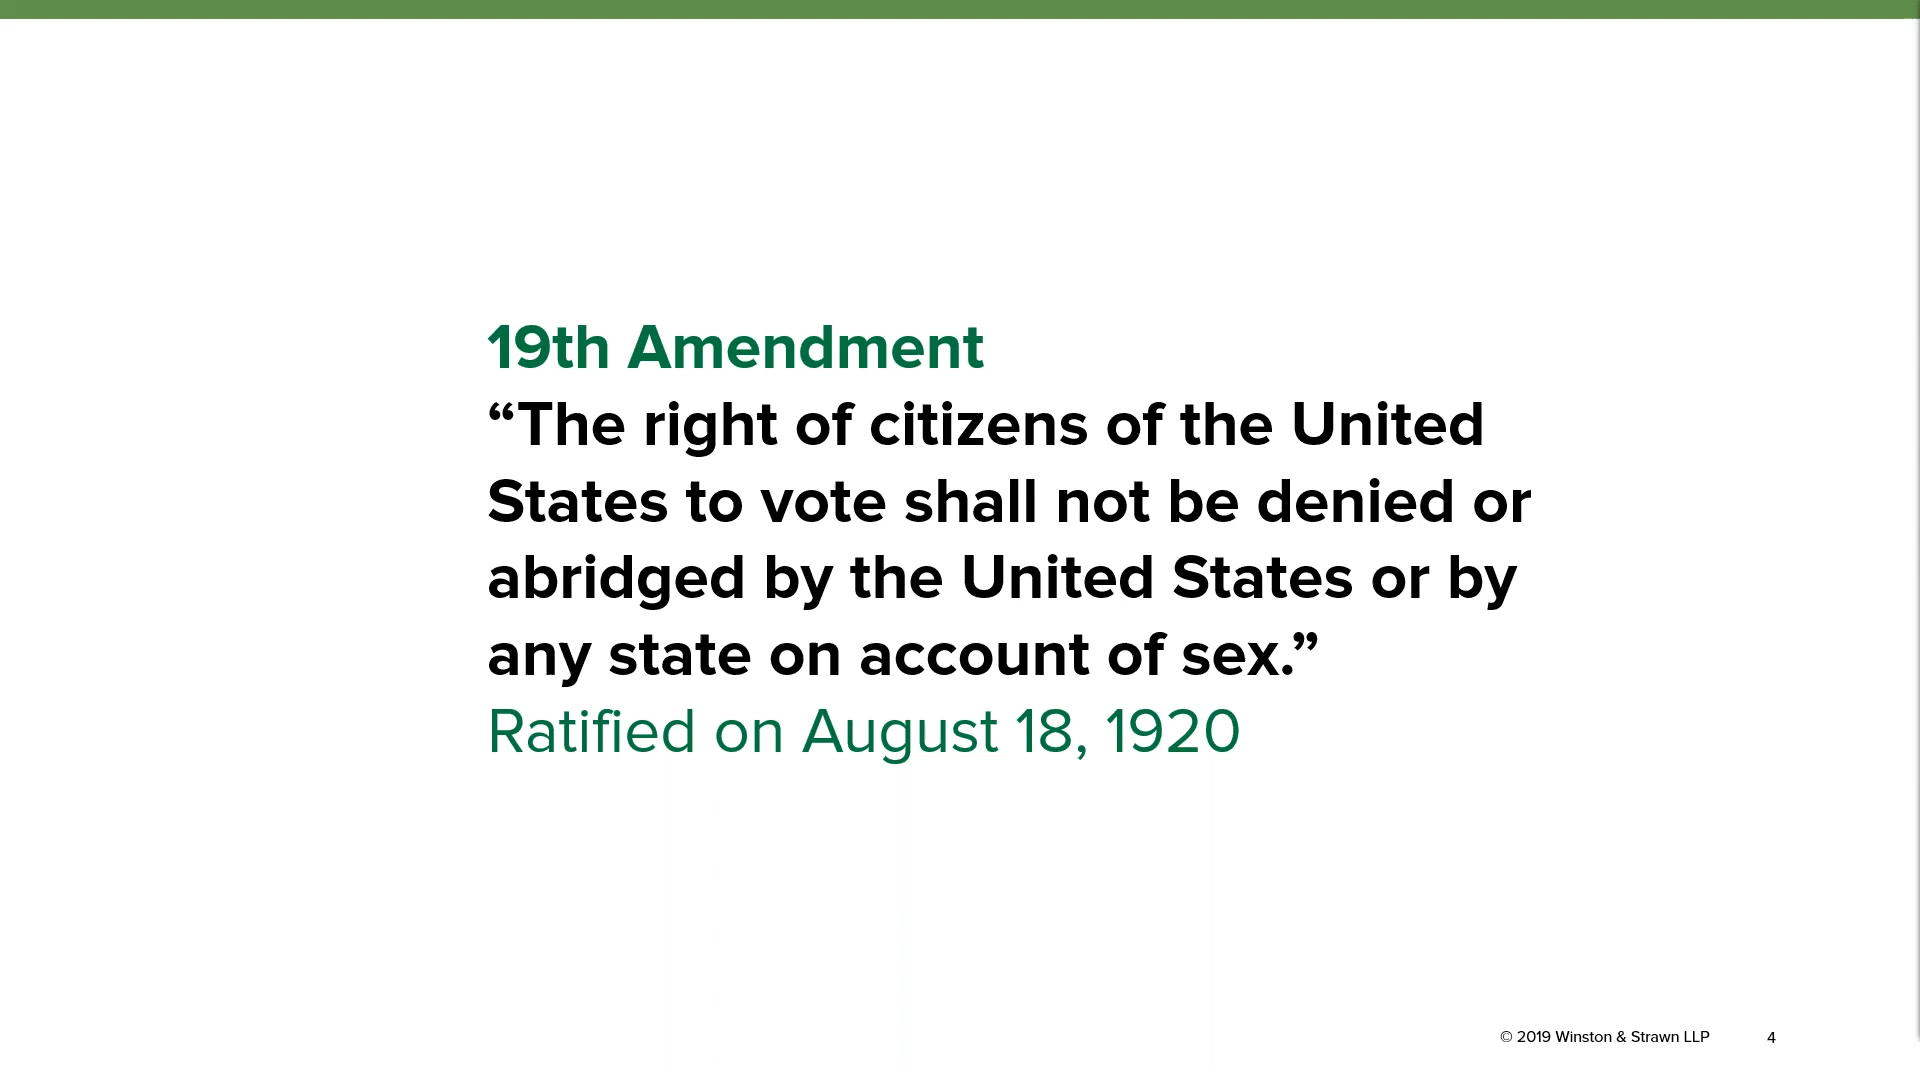 19th Amendment
“The right of citizens of the United
States to vote shall not be denied or
abridged by the United States or by
any state on account of sex.”
Ratified on August 18, 1920
© 2019 Winston & Strawn LLP
4